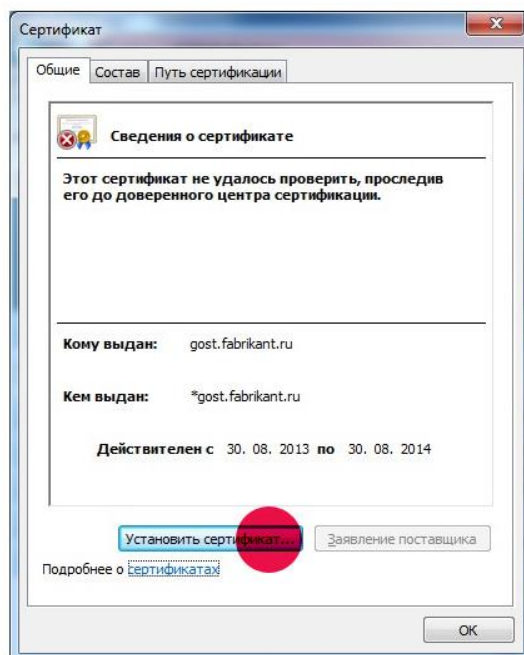 Сертификат
Общие Состав Путь сертификации
Сведения о сертификате
Этот сертификат не удалось проверить, проследив
его до доверенного центра сертификации.
Кому выдан: gost.fabrikant.ru
Кем выдан: *gost.fabrikant.ru
Действителен с 30. 08. 2013 по 30. 08. 2014
Установить сертификат... Заявление поставщика
Подробнее о сертификатах
ОК